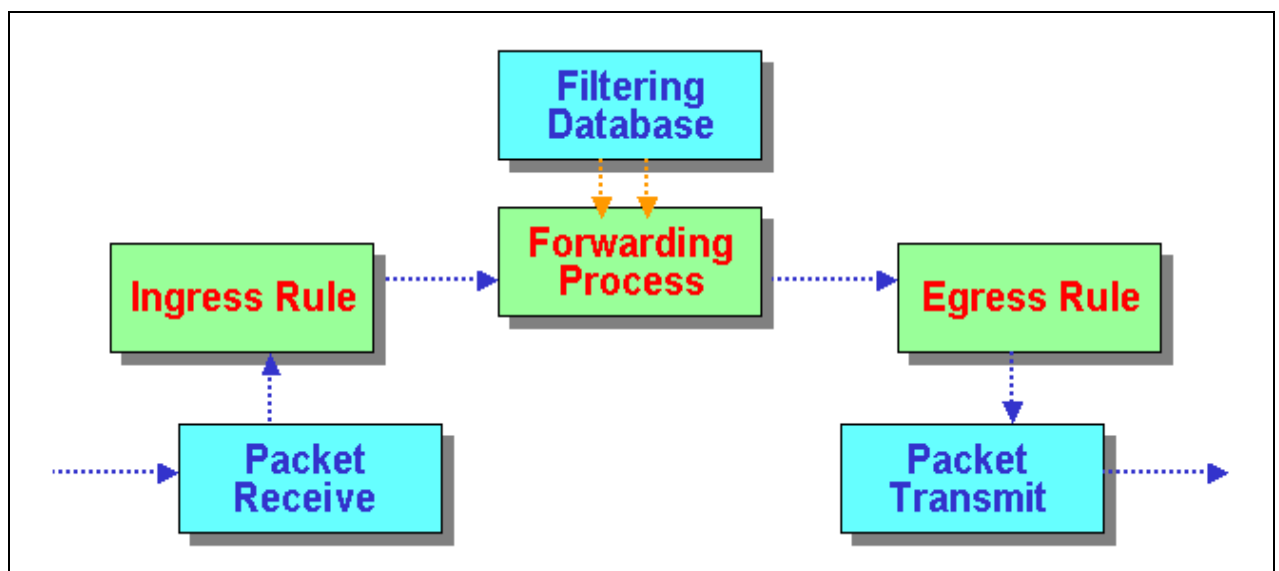 Filtering
Database
Forwarding
Process
Ingress Rule
Egress Rule
Packet
Receive
Packet
Transmit